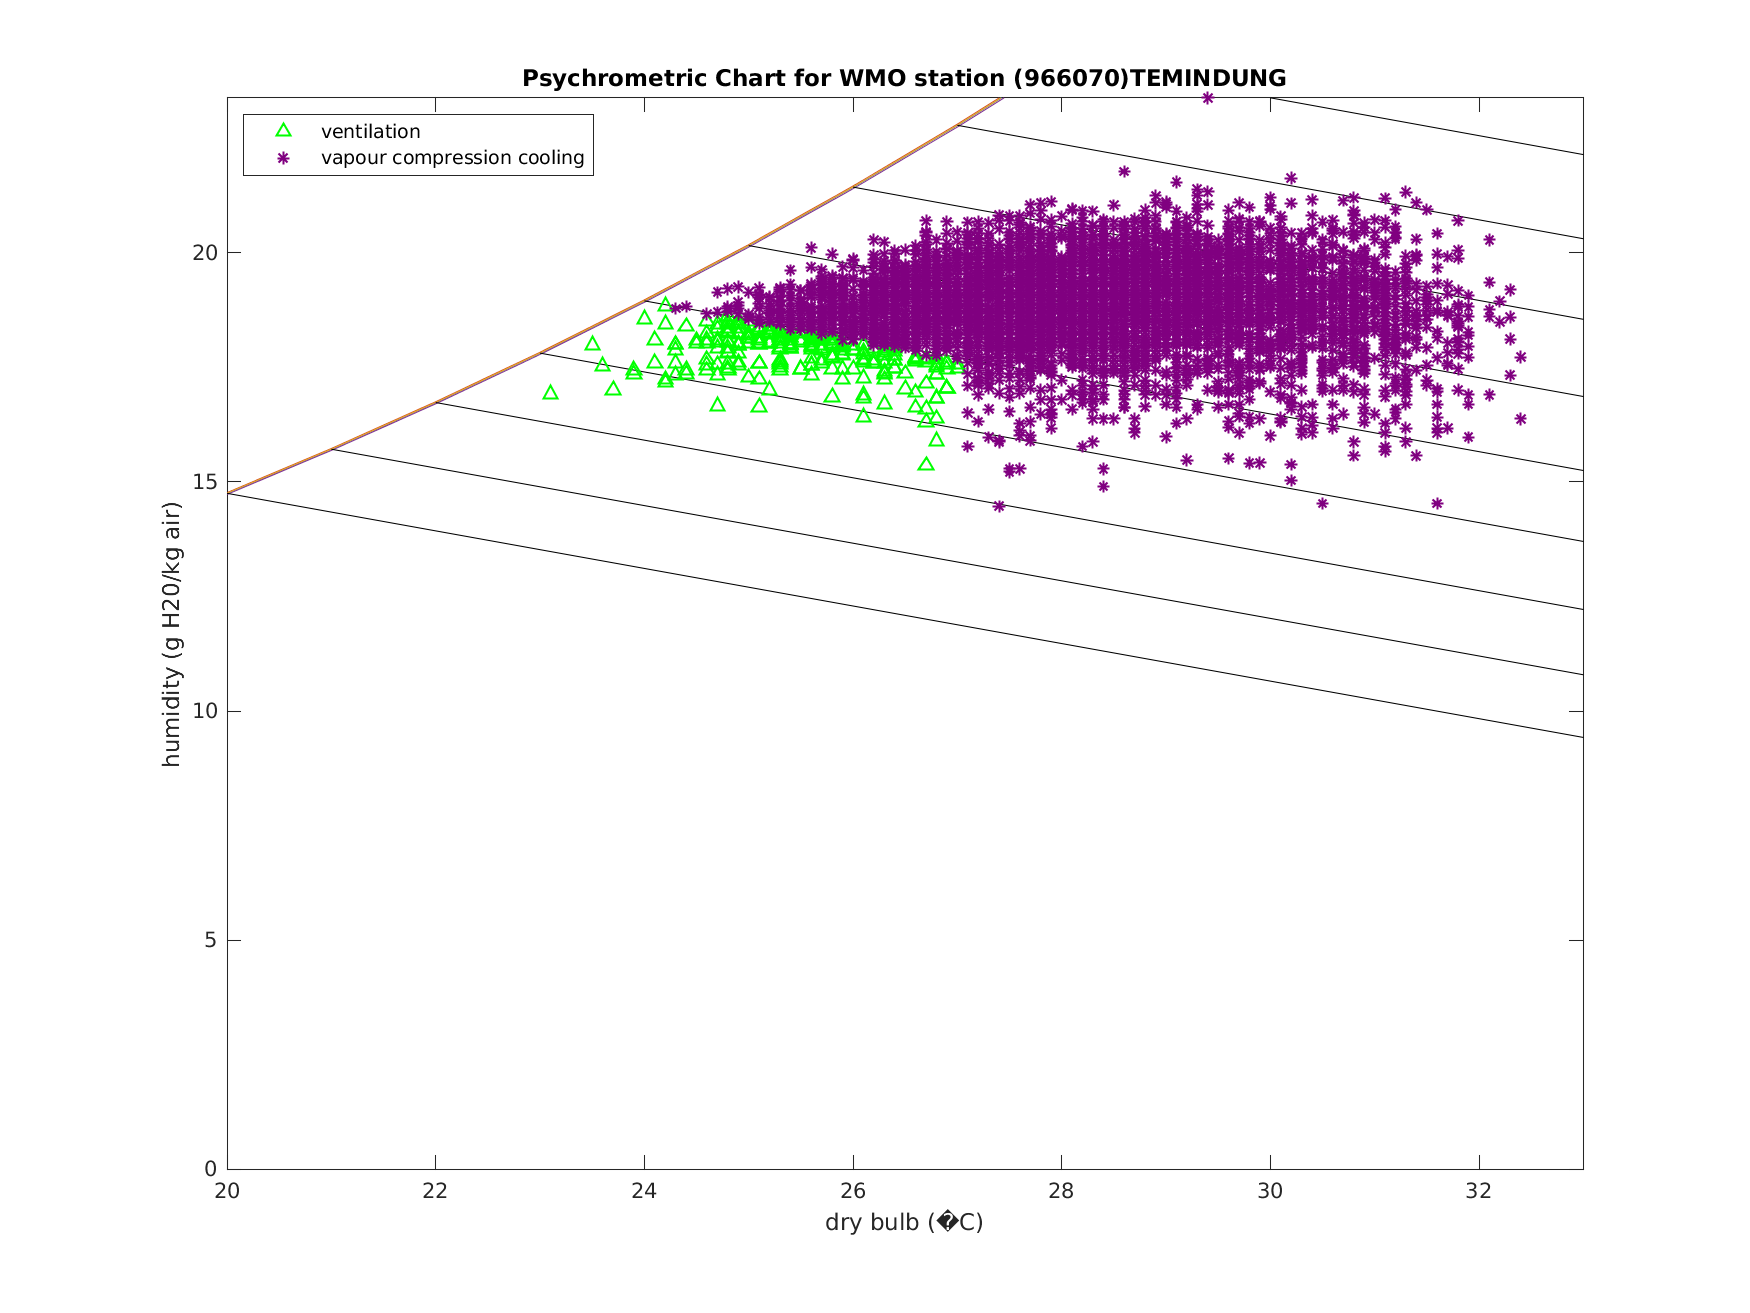 Psychrometric Chart for WMO station (966070)TEMINDUNG
ventilation
vapour compression cooling
humidity (g H20/kg air)
20
15
10
5
0
20 22 24 26 28 30 32
dry bulb (�C)